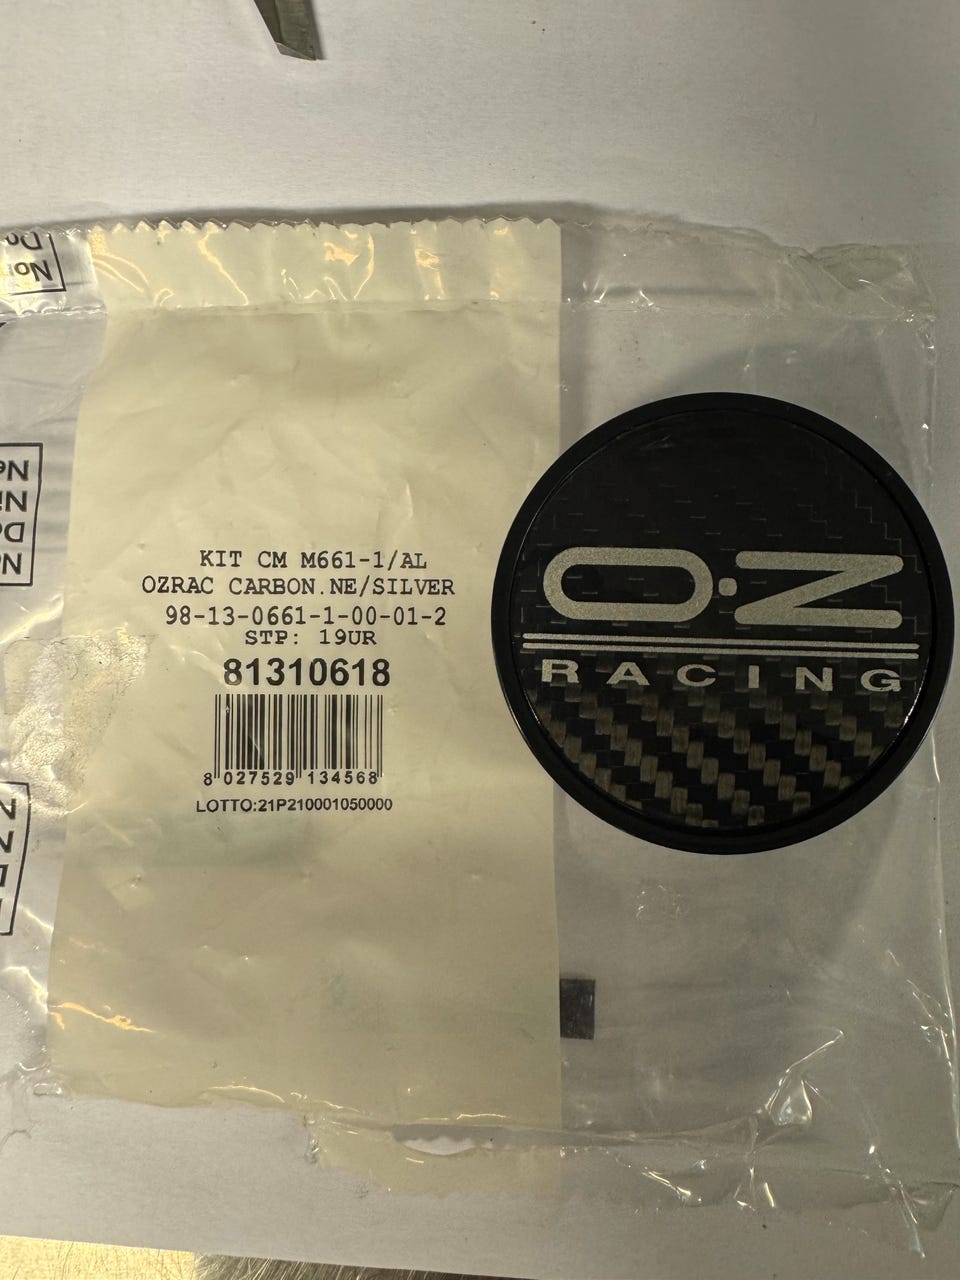 KIT CM M661-1/AL
OZRAC CARBON.NE/SILVER
98-13-0661-1-00-01-2
STP: 19UR
81310618
8 027529 134568
LOTTO:21P210001050000
O·Z
RACING